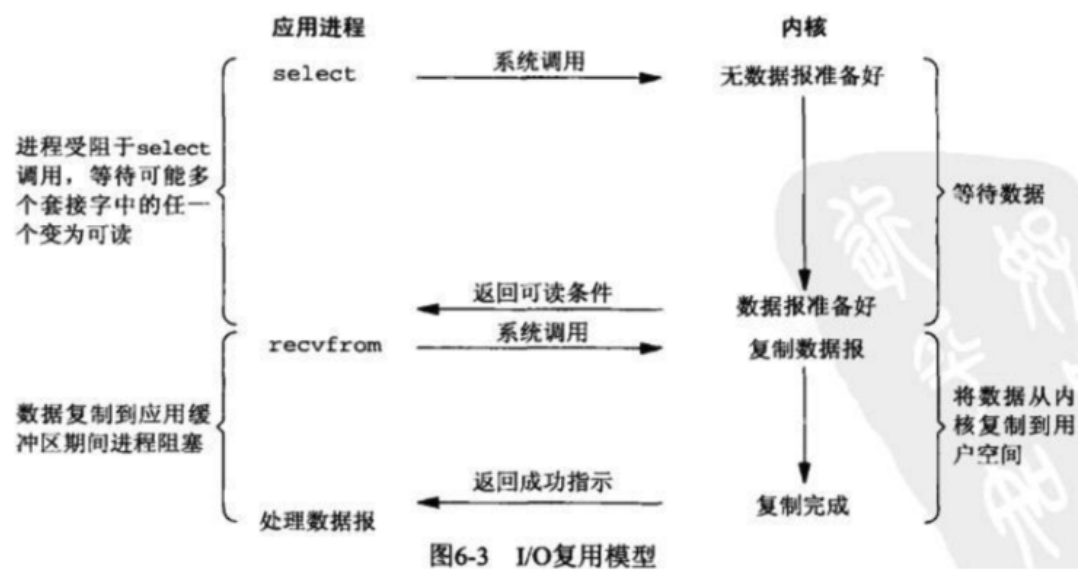 应用进程
内核
select
系统调用
无数据报准备好
进程受阻于select
调用，等待可能多
个套接字中的任一
个变为可读
等待数据
返回可读条件
数据报准备好
recvfrom
系统调用
复制数据报
数据复制到应用缓
冲区期间进程阻塞
将数据从内
核复制到用
户空间
返回成功指示
复制完成
处理数据报
图6-3 I/O复用模型